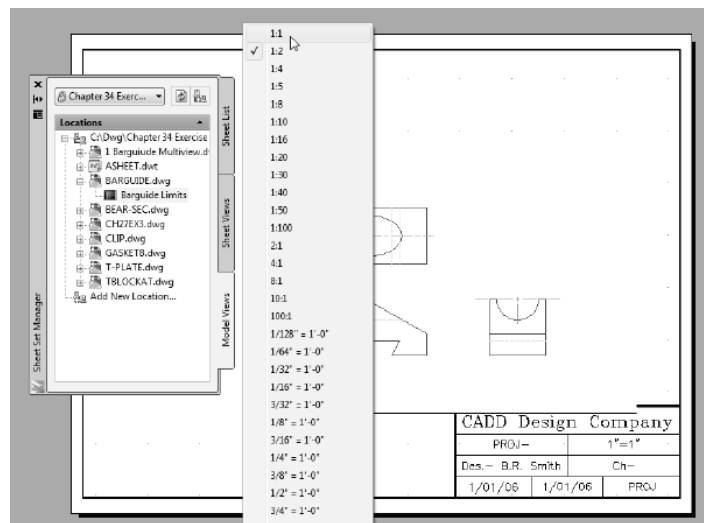 Chapter 34 Exerc...
Locations
C:\Dwg\Chapter 34 Exercise
1 Barguiude Multiview.d
ASHEET.dwt
BARGUIDE.dwg
Barguide Limits
BEAR-SEC.dwg
CH27EX3.dwg
CLIP.dwg
GASKETB.dwg
T-PLATE.dwg
TBLOCKAT.dwg
Add New Location...
Sheet List
Sheet Views
Model Views
Sheet Set Manager
1:1
1:2
1:4
1:5
1:8
1:10
1:16
1:20
1:30
1:40
1:50
1:100
2:1
4:1
8:1
10:1
100:1
1/128" = 1'-0"
1/64" = 1'-0"
1/32" = 1'-0"
1/16" = 1'-0"
3/32" = 1'-0"
1/8" = 1'-0"
3/16" = 1'-0"
1/4" = 1'-0"
3/8" = 1'-0"
1/2" = 1'-0"
3/4" = 1'-0"
CADD Design Company
PROJ- 1"=1"
Des.- B.R. Smith Ch-
1/01/06 1/01/06 PROJ